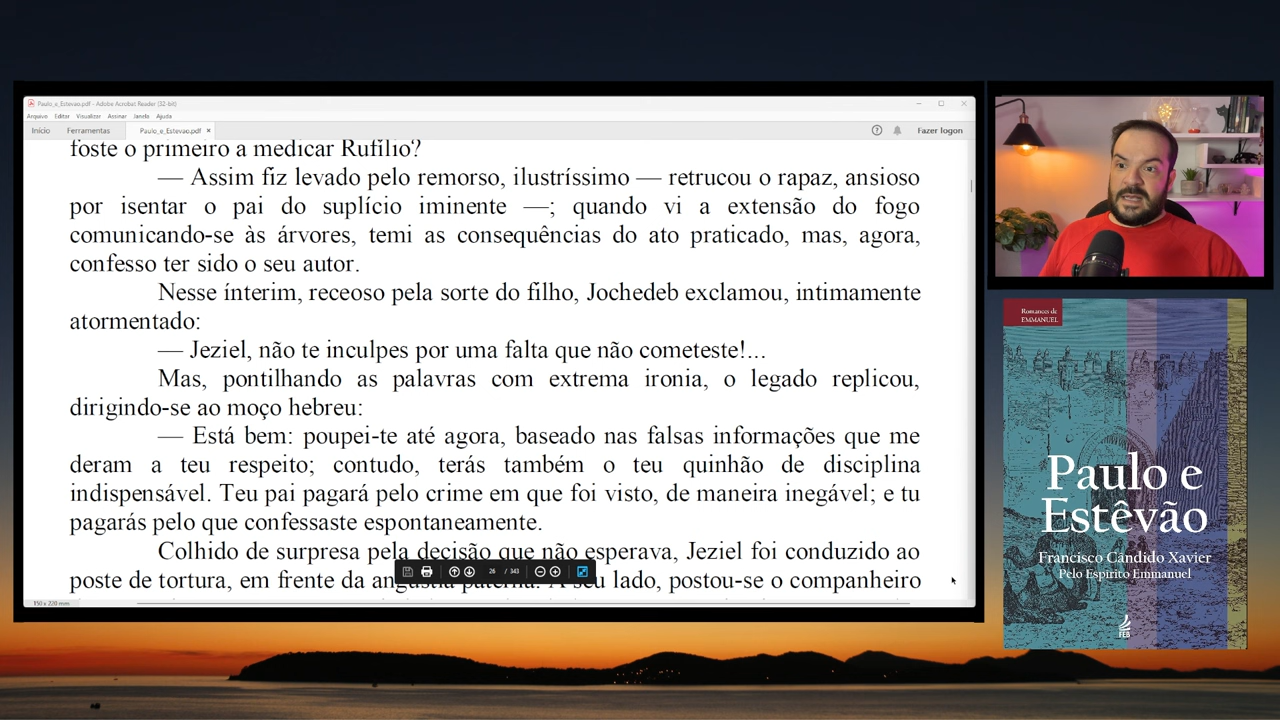 Paulo_e_Estevao.pdf - Adobe Acrobat Reader (32-bit)
Arquivo Editar Visualizar Assinar Janela Ajuda
Início Ferramentas Paulo_e_Estevao.pdf × Fazer logon
foste o primeiro a medicar Rufílio?
— Assim fiz levado pelo remorso, ilustríssimo — retrucou o rapaz, ansioso
por isentar o pai do suplício iminente —; quando vi a extensão do fogo
comunicando-se às árvores, temi as consequências do ato praticado, mas, agora,
confesso ter sido o seu autor.
Nesse ínterim, receoso pela sorte do filho, Jochedeb exclamou, intimamente
atormentado:
— Jeziel, não te inculpes por uma falta que não cometeste!...
Mas, pontilhando as palavras com extrema ironia, o legado replicou,
dirigindo-se ao moço hebreu:
— Está bem: poupei-te até agora, baseado nas falsas informações que me
deram a teu respeito; contudo, terás também o teu quinhão de disciplina
indispensável. Teu pai pagará pelo crime em que foi visto, de maneira inegável; e tu
pagarás pelo que confessaste espontaneamente.
Colhido de surpresa pela decisão que não esperava, Jeziel foi conduzido ao
poste de tortura, em frente da lado, postou-se o companheiro
26 / 343
150 x 220 mm
Romances de
EMMANUEL
Paulo e
Estêvão
Francisco Cândido Xavier
Pelo Espírito Emmanuel
FEB